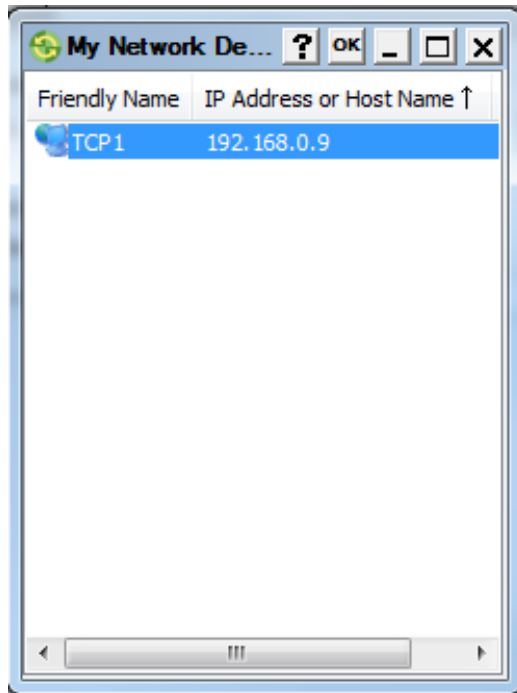 My Network De... ? OK
Friendly Name IP Address or Host Name ↑
TCP1 192.168.0.9